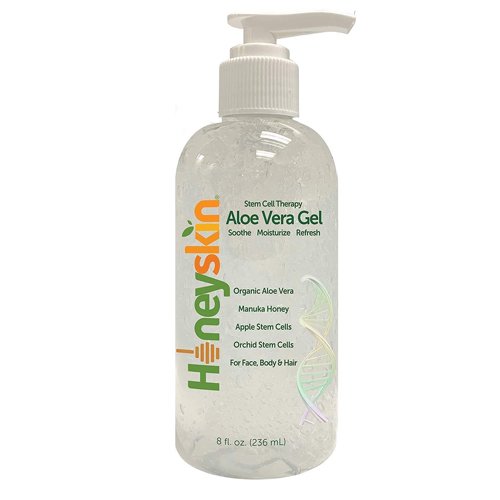 Honeyskin®
Stem Cell Therapy
Aloe Vera Gel
Soothe Moisturize Refresh
Organic Aloe Vera
Manuka Honey
Apple Stem Cells
Orchid Stem Cells
For Face, Body & Hair
8 fl. oz. (236 mL)